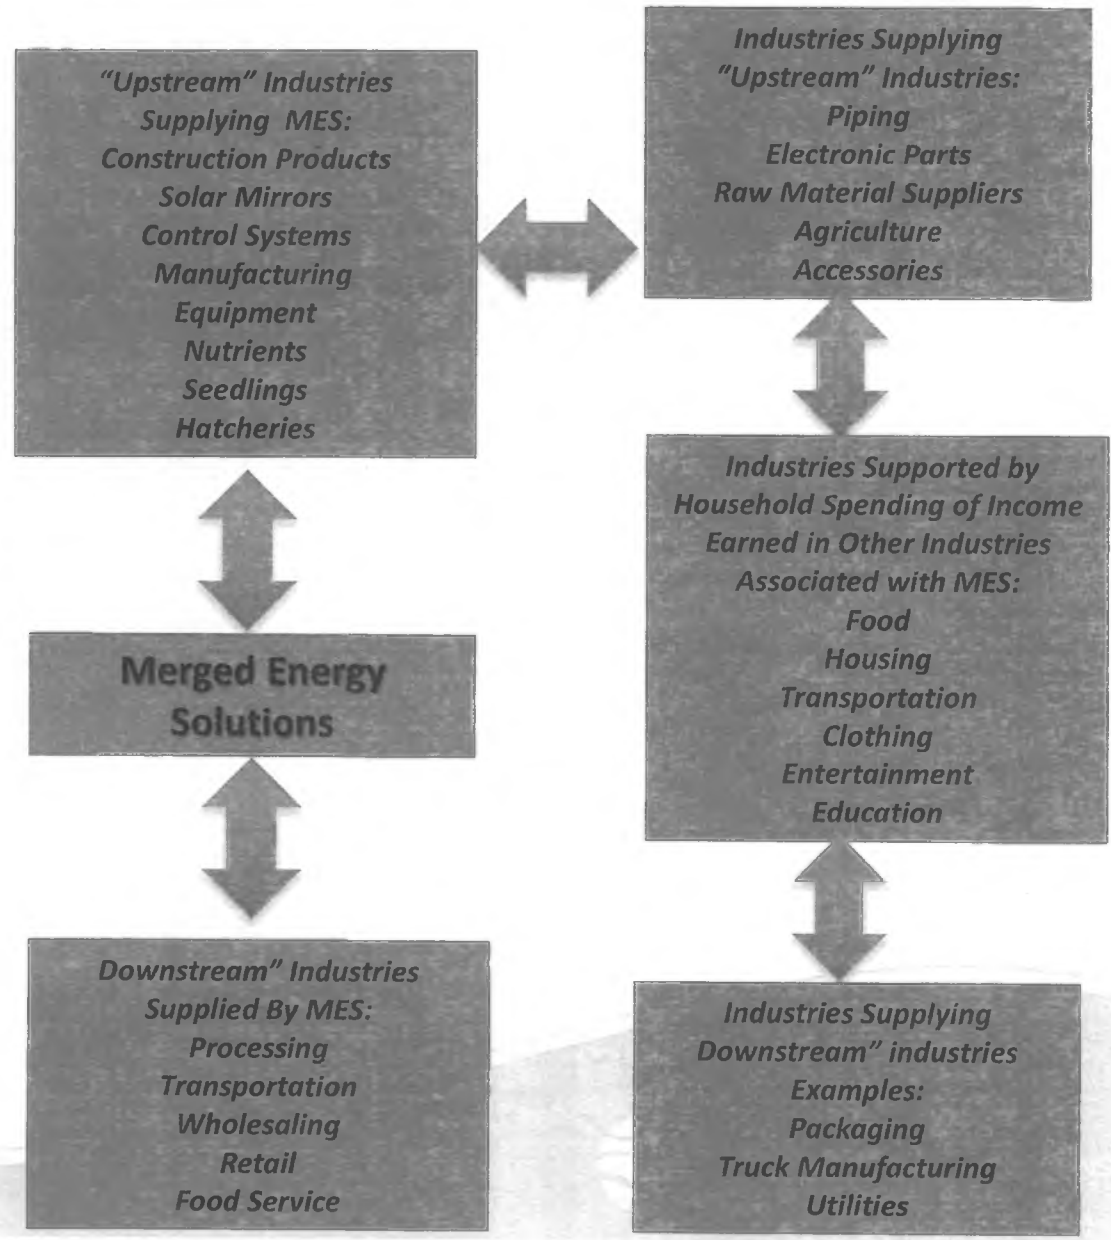 “Upstream” Industries
Supplying MES:
Construction Products
Solar Mirrors
Control Systems
Manufacturing
Equipment
Nutrients
Seedlings
Hatcheries
Merged Energy
Solutions
Downstream” Industries
Supplied By MES:
Processing
Transportation
Wholesaling
Retail
Food Service
Industries Supplying
“Upstream” Industries:
Piping
Electronic Parts
Raw Material Suppliers
Agriculture
Accessories
Industries Supported by
Household Spending of Income
Earned in Other Industries
Associated with MES:
Food
Housing
Transportation
Clothing
Entertainment
Education
Industries Supplying
Downstream” industries
Examples:
Packaging
Truck Manufacturing
Utilities